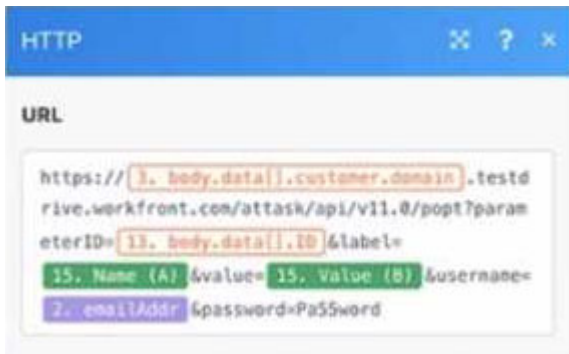 HTTP ?
URL
https://3. body.data[].customer.domain.testd
rive.workfront.com/attask/api/v11.0/popt?param
eterID=13. body.data[].ID&label=
15. Name (A)&value=15. Value (B)&username=
2. emailAddr&password=Pa55word